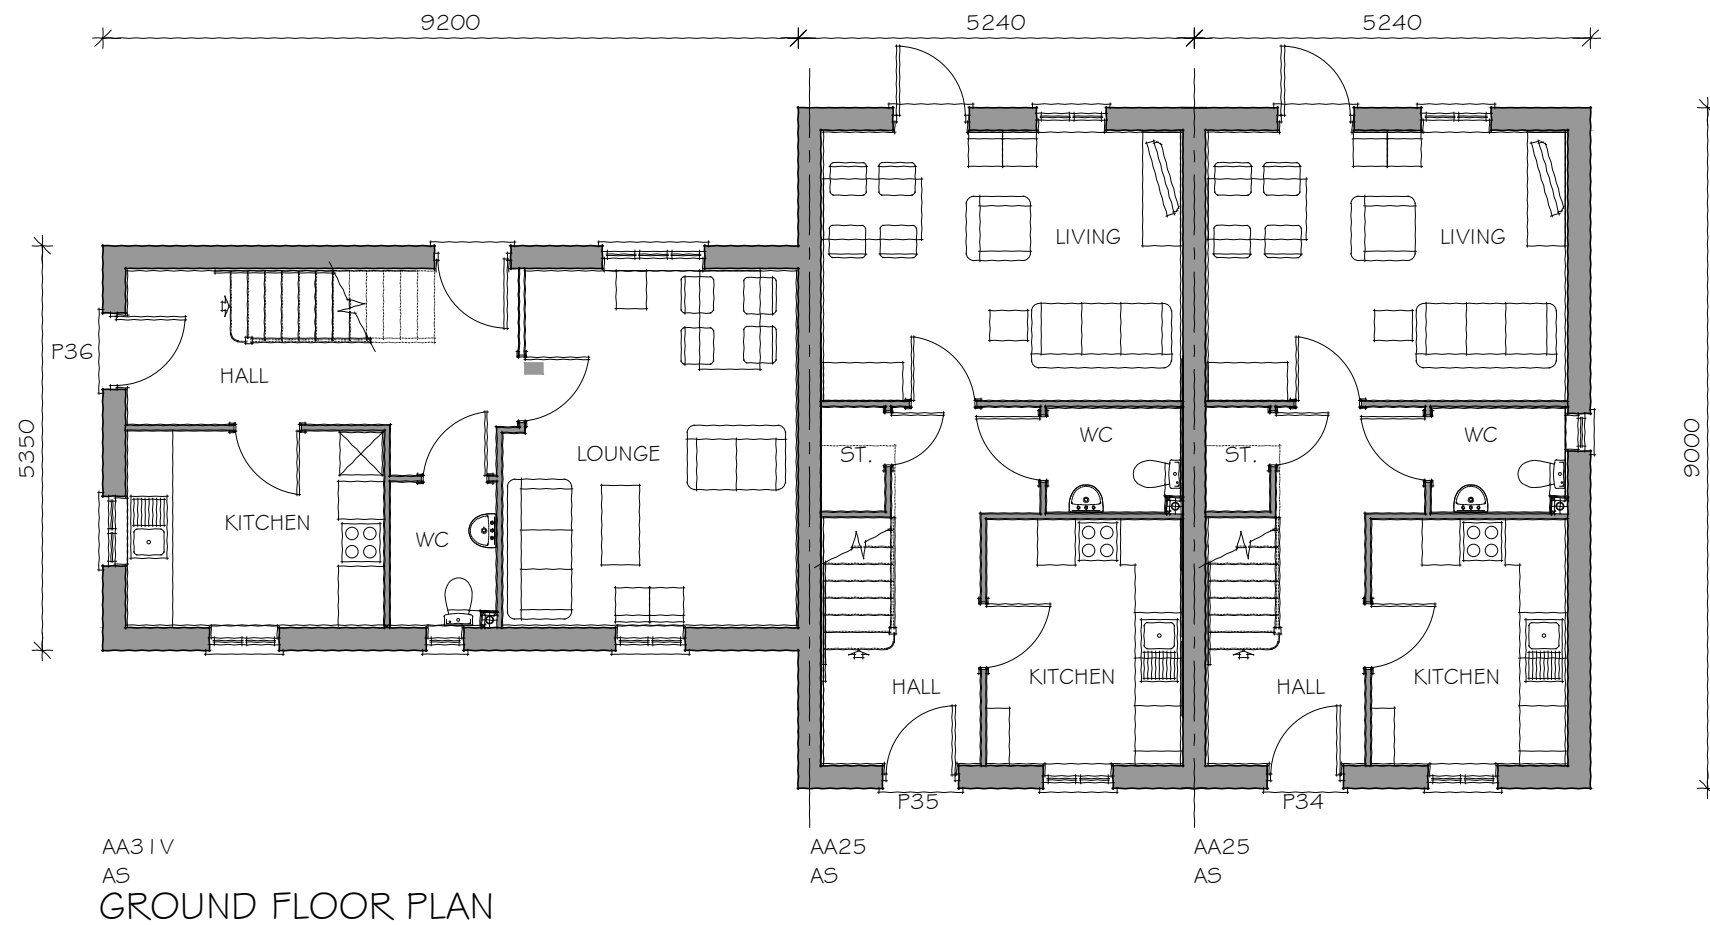 9200
5240
5240
LIVING
LIVING
P36
HALL
5350
LOUNGE
KITCHEN
WC
ST.
WC
ST.
WC
9000
HALL
KITCHEN
HALL
KITCHEN
P35
P34
AA31V
AS
AA25
AS
AA25
AS
GROUND FLOOR PLAN